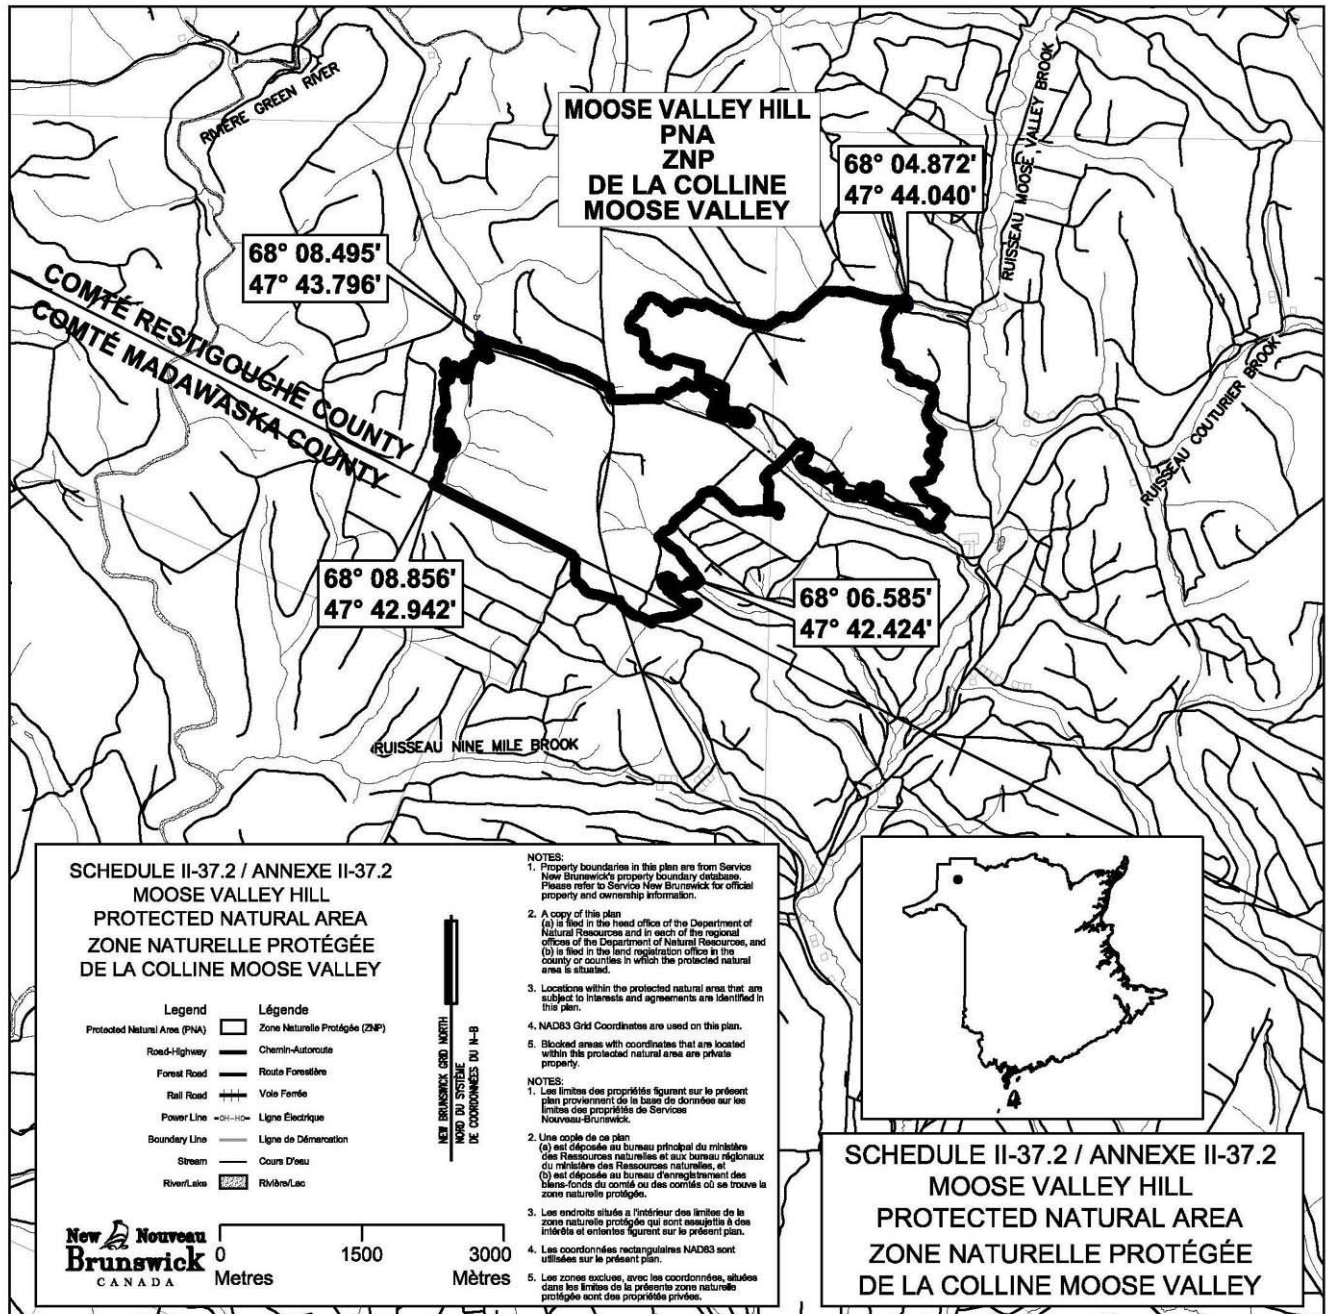 RIVIÈRE GREEN RIVER
MOOSE VALLEY HILL
PNA
ZNP
DE LA COLLINE
MOOSE VALLEY
68° 04.872'
47° 44.040'
RUISSEAU MOOSE VALLEY BROOK
68° 08.495'
47° 43.796'
COMTÉ RESTIGOUCHE COUNTY
COMTÉ MADAWASKA COUNTY
RUISSEAU COUTURIER BROOK
68° 08.856'
47° 42.942'
68° 06.585'
47° 42.424'
RUISSEAU NINE MILE BROOK
SCHEDULE II-37.2 / ANNEXE II-37.2
MOOSE VALLEY HILL
PROTECTED NATURAL AREA
ZONE NATURELLE PROTÉGÉE
DE LA COLLINE MOOSE VALLEY
Legend Légende
Protected Natural Area (PNA) Zone Naturelle Protégée (ZNP)
Road-Highway Chemin-Autoroute
Forest Road Route Forestière
Rail Road Voie Ferrée
Power Line -OH-HO- Ligne Électrique
Boundary Line Ligne de Démarcation
Stream Cours D'eau
River/Lake Rivière/Lac
NEW BRUNSWICK GRID NORTH
NORD DU SYSTÈME
DE COORDONNÉES DU N-B
New Nouveau
Brunswick
CANADA
0 1500 3000
Metres Mètres
NOTES:
1. Property boundaries in this plan are from Service
New Brunswick's property boundary database.
Please refer to Service New Brunswick for official
property and ownership information.
2. A copy of this plan
(a) is filed in the head office of the Department of
Natural Resources and in each of the regional
offices of the Department of Natural Resources, and
(b) is filed in the land registration office in the
county or counties in which the protected natural
area is situated.
3. Locations within the protected natural area that are
subject to interests and agreements are identified in
this plan.
4. NAD83 Grid Coordinates are used on this plan.
5. Blocked areas with coordinates that are located
within this protected natural area are private
property.
NOTES:
1. Les limites des propriétés figurant sur le présent
plan proviennent de la base de données sur les
limites des propriétés de Services
Nouveau-Brunswick.
2. Une copie de ce plan
(a) est déposée au bureau principal du ministère
des Ressources naturelles et aux bureau régionaux
du ministère des Ressources naturelles, et
(b) est déposée au bureau d'enregistrement des
biens-fonds du comté ou des comtés où se trouve la
zone naturelle protégée.
3. Les endroits situés a l'intérieur des limites de la
zone naturelle protégée qui sont assujettis à des
intérêts et ententes figurent sur le présent plan.
4. Les coordonnées rectangulaires NAD83 sont
utilisées sur le présent plan.
5. Les zones exclues, avec les coordonnées, situées
dans les limites de la présente zone naturelle
protégée sont des propriétés privées.
SCHEDULE II-37.2 / ANNEXE II-37.2
MOOSE VALLEY HILL
PROTECTED NATURAL AREA
ZONE NATURELLE PROTÉGÉE
DE LA COLLINE MOOSE VALLEY